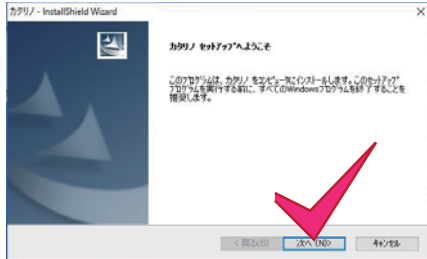 カタリノ - InstallShield Wizard
カタリノ セットアップへようこそ
このプログラムは、カタリノ をコンピュータにインストールします。このセットアップ
プログラムを実行する前に、すべてのWindowsプログラムを終了することを
推奨します。
< 戻る(B)
次へ (N)>
キャンセル